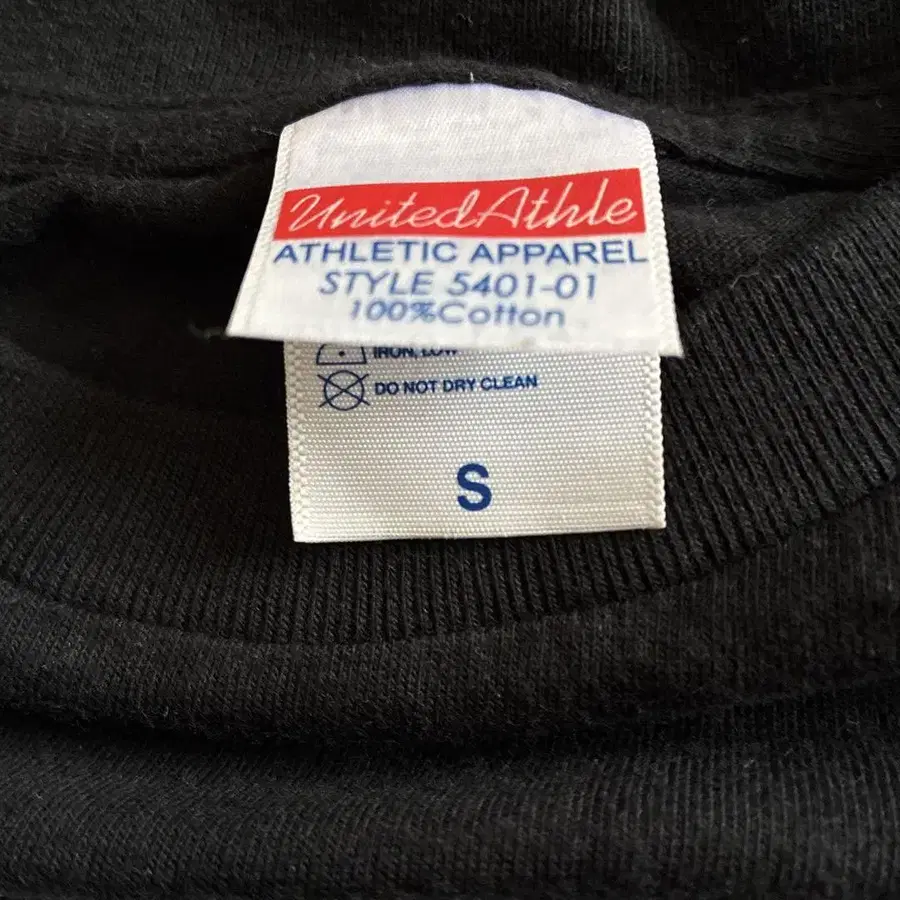 UnitedAthle
ATHLETIC APPAREL
STYLE 5401-01
100%Cotton
IRON, LOW
DO NOT DRY CLEAN
S